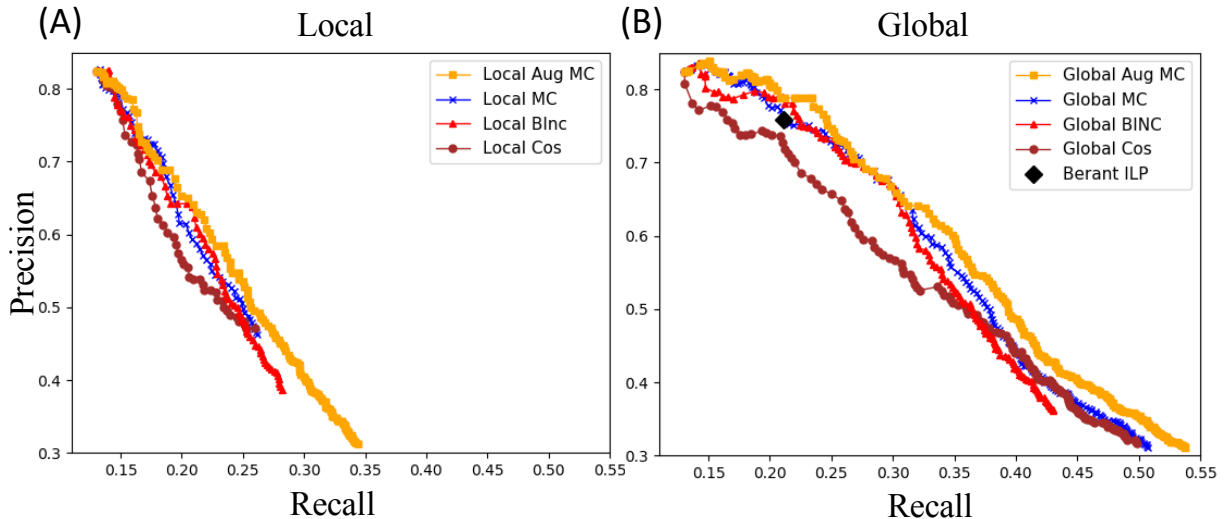 (A)
Local
Precision
0.8
0.7
0.6
0.5
0.4
0.3
Local Aug MC
Local MC
Local BInc
Local Cos
0.15 0.20 0.25 0.30 0.35 0.40 0.45 0.50 0.55
Recall
(B)
Global
0.8
0.7
0.6
0.5
0.4
0.3
Global Aug MC
Global MC
Global BINC
Global Cos
Berant ILP
0.15 0.20 0.25 0.30 0.35 0.40 0.45 0.50 0.55
Recall